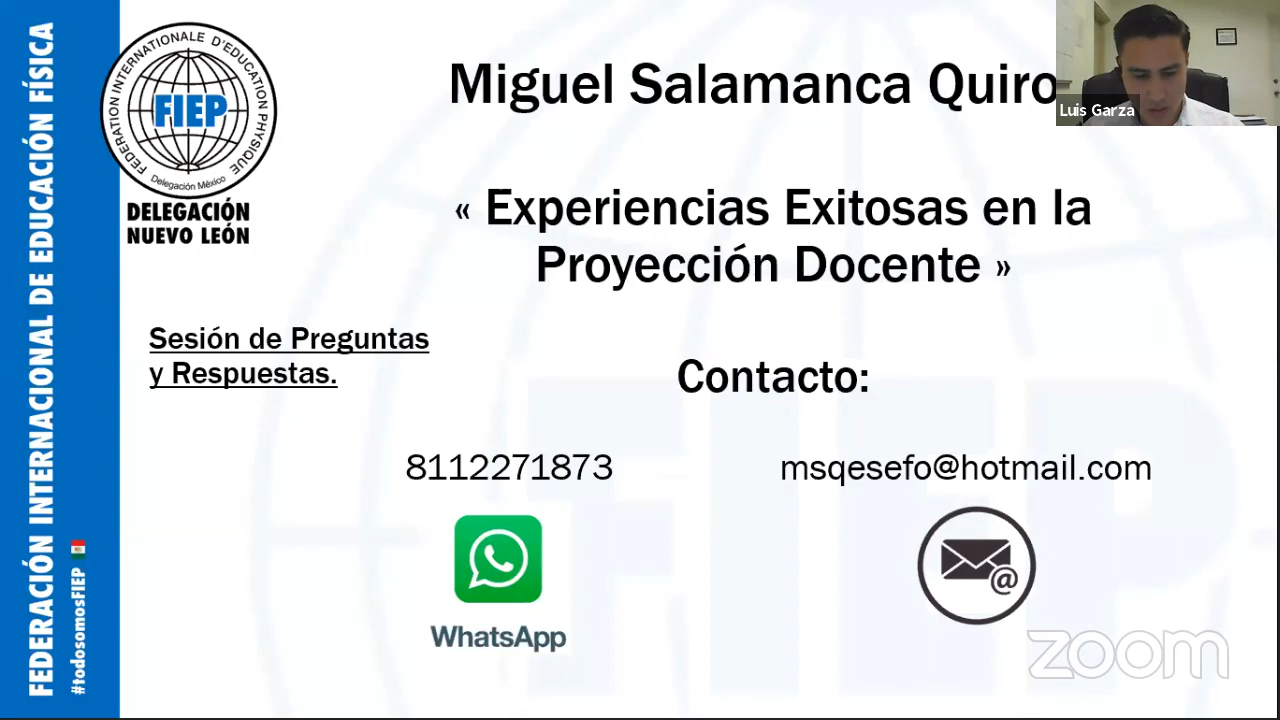 FEDERACIÓN INTERNACIONAL DE EDUCACIÓN FÍSICA
#todosomosFIEP
FEDERATION INTERNATIONALE D'EDUCATION PHYSIQUE
FIEP
Delegación México
DELEGACIÓN
NUEVO LEÓN
Miguel Salamanca Quiro
Luis Garza
« Experiencias Exitosas en la
Proyección Docente »
Sesión de Preguntas
y Respuestas.
Contacto:
8112271873
msqesefo@hotmail.com
WhatsApp
@
zoom
FIEP